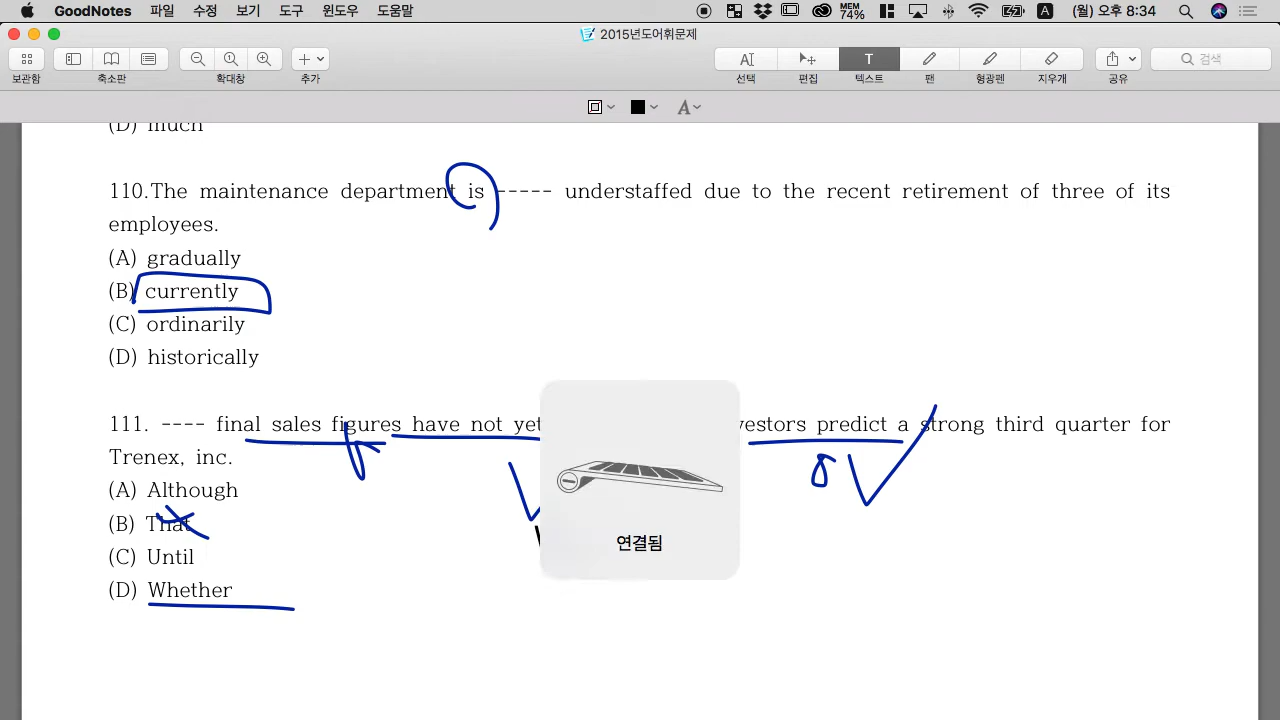 GoodNotes 파일 수정 보기 도구 윈도우 도움말 MEM 74% A (월) 오후 8:34
2015년도어휘문제
보관함 축소판 확대창 추가 선택 편집 T 텍스트 펜 형광펜 지우개 공유 검색
(D) much
110.The maintenance department is ----- understaffed due to the recent retirement of three of its
employees.
(A) gradually
(B) currently
(C) ordinarily
(D) historically
111. ---- final sales figures have not yet vestors predict a strong third quarter for
Trenex, inc.
(A) Although
(B) That
(C) Until
(D) Whether
연결됨